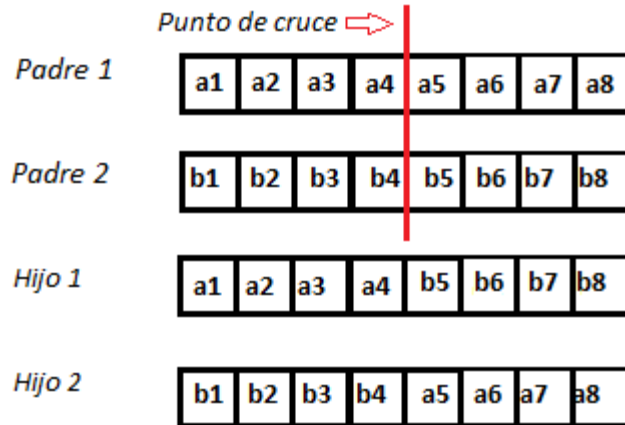 Punto de cruce
Padre 1 a1 a2 a3 a4 a5 a6 a7 a8
Padre 2 b1 b2 b3 b4 b5 b6 b7 b8
Hijo 1 a1 a2 a3 a4 b5 b6 b7 b8
Hijo 2 b1 b2 b3 b4 a5 a6 a7 a8